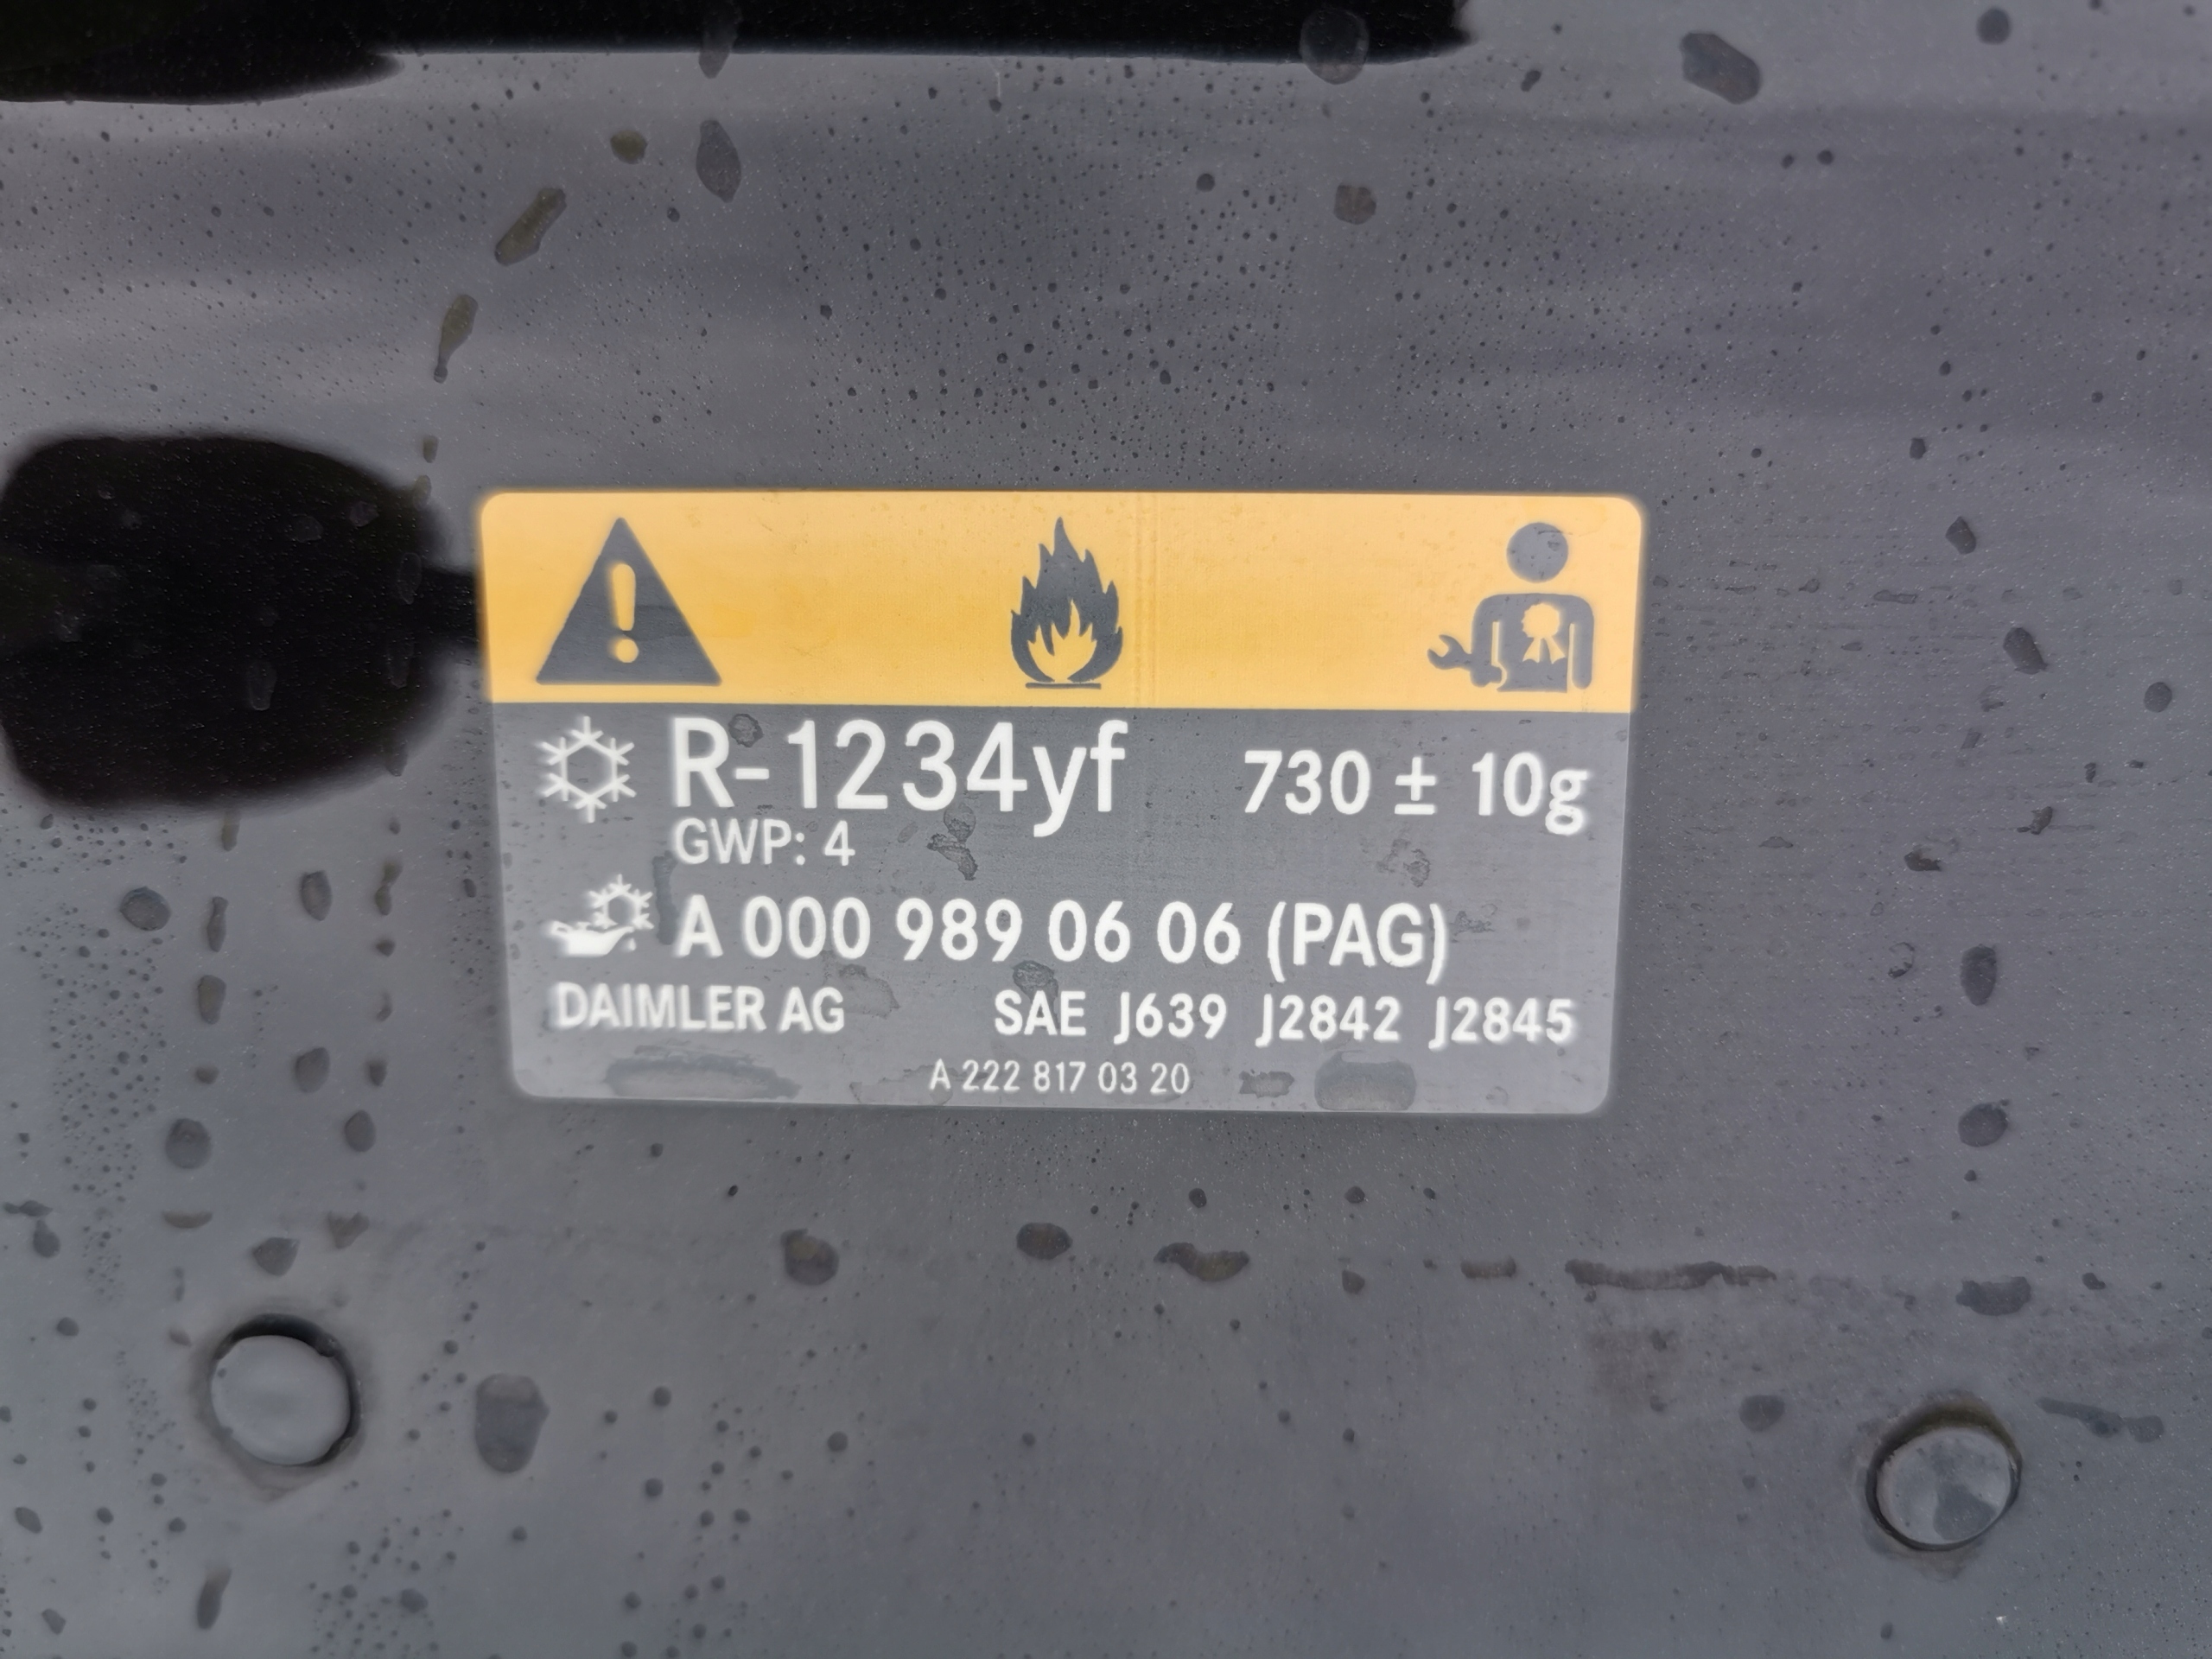 R-1234yf 730 ± 10g
GWP: 4
A 000 989 06 06 (PAG)
DAIMLER AG SAE J639 J2842 J2845
A 222 817 03 20